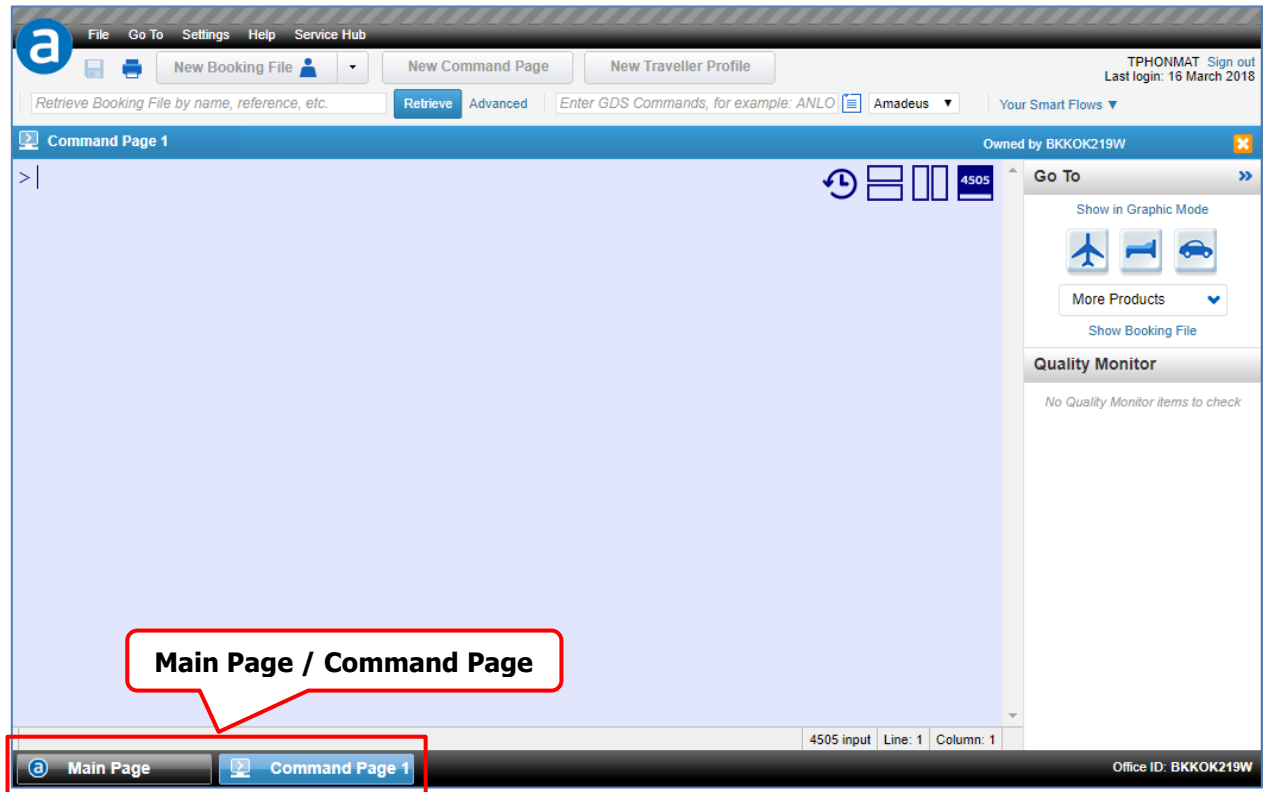 a
File Go To Settings Help Service Hub
New Booking File New Command Page New Traveller Profile
TPHONMAT Sign out
Last login: 16 March 2018
Retrieve Booking File by name, reference, etc. Retrieve Advanced Enter GDS Commands, for example: ANLO Amadeus ▼ Your Smart Flows ▼
Command Page 1 Owned by BKKOK219W
> 4505
Go To »
Show in Graphic Mode
More Products
Show Booking File
Quality Monitor
No Quality Monitor items to check
Main Page / Command Page
4505 input Line: 1 Column: 1
a Main Page Command Page 1 Office ID: BKKOK219W